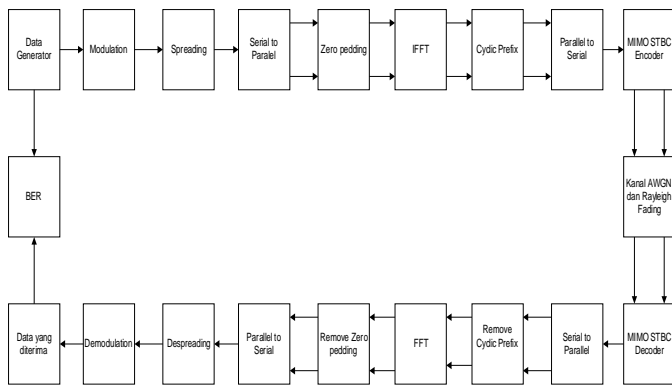 Data
Generator
Modulation
Spreading
Serial to
Paralel
Zero pedding
IFFT
Cydic Prefix
Parallel to
Serial
MIMO STBC
Encoder
BER
Kanal AWGN
dan Rayleigh
Fading
Data yang
diterima
Demodulation
Despreading
Parallel to
Serial
Remove Zero
pedding
FFT
Remove
Cyclic Prefix
Serial to
Parallel
MIMO STBC
Decoder